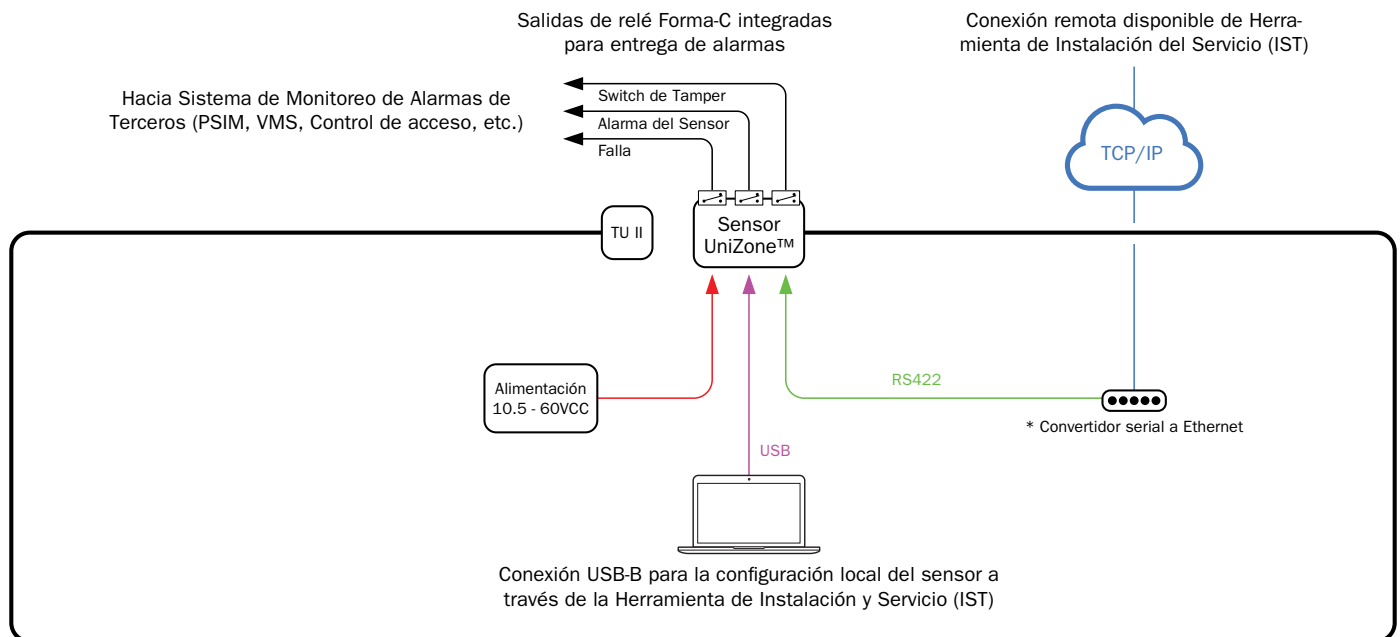 Salidas de relé Forma-C integradas
para entrega de alarmas
Conexión remota disponible de Herra-
mienta de Instalación del Servicio (IST)
Hacia Sistema de Monitoreo de Alarmas de
Terceros (PSIM, VMS, Control de acceso, etc.)
Switch de Tamper
Alarma del Sensor
Falla
TCP/IP
TU II
Sensor
UniZone™
Alimentación
10.5 - 60VCC
RS422
* Convertidor serial a Ethernet
USB
Conexión USB-B para la configuración local del sensor a
través de la Herramienta de Instalación y Servicio (IST)